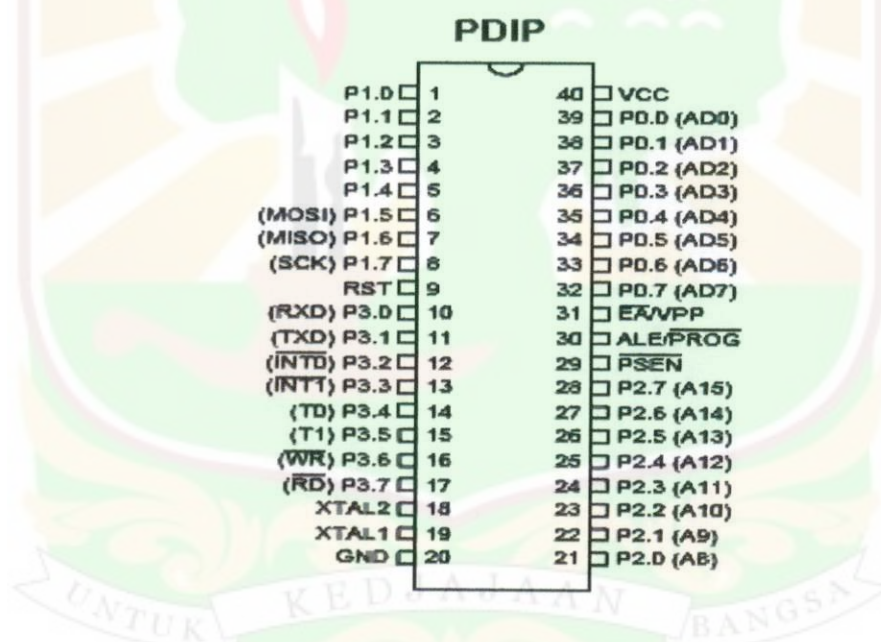 PDIP
P1.0 1 40 VCC
P1.1 2 39 P0.0 (AD0)
P1.2 3 38 P0.1 (AD1)
P1.3 4 37 P0.2 (AD2)
P1.4 5 36 P0.3 (AD3)
(MOSI) P1.5 6 35 P0.4 (AD4)
(MISO) P1.6 7 34 P0.5 (AD5)
(SCK) P1.7 8 33 P0.6 (AD6)
RST 9 32 P0.7 (AD7)
(RXD) P3.0 10 31 EA/VPP
(TXD) P3.1 11 30 ALE/PROG
(INT0) P3.2 12 29 PSEN
(INT1) P3.3 13 28 P2.7 (A15)
(T0) P3.4 14 27 P2.6 (A14)
(T1) P3.5 15 26 P2.5 (A13)
(WR) P3.6 16 25 P2.4 (A12)
(RD) P3.7 17 24 P2.3 (A11)
XTAL2 18 23 P2.2 (A10)
XTAL1 19 22 P2.1 (A9)
GND 20 21 P2.0 (A8)
UNTUK KEDJAJAAN BANGSA